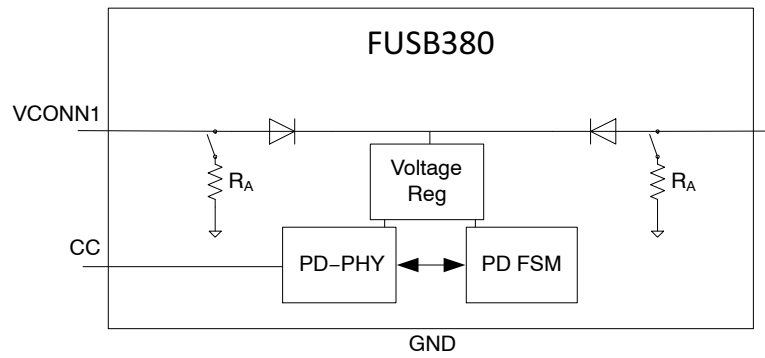 FUSB380
VCONN1
Voltage
Reg
RA
RA
CC
PD−PHY
PD FSM
GND